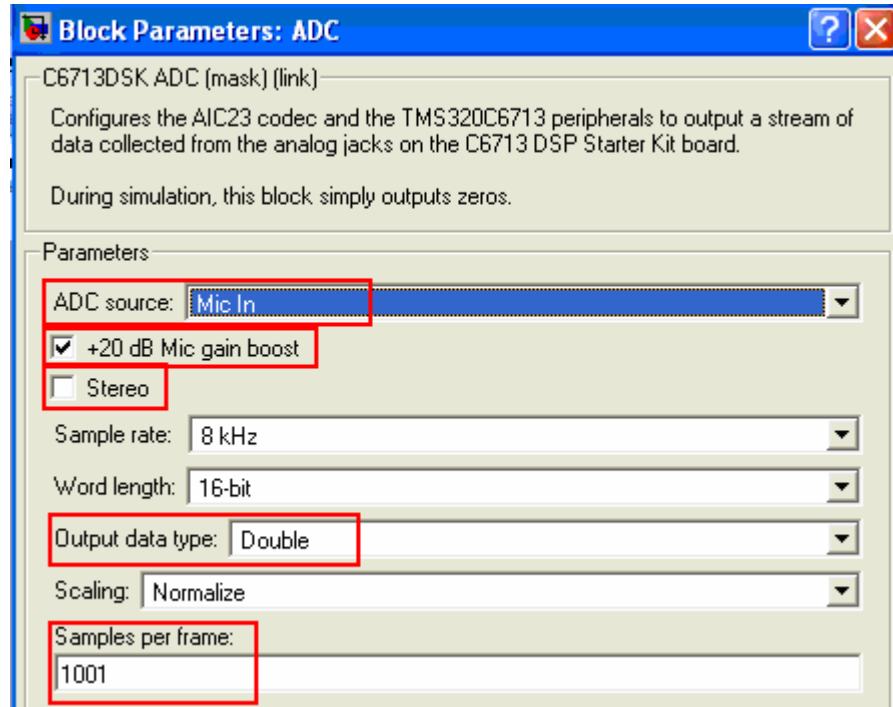 Block Parameters: ADC
C6713DSK ADC (mask) (link)
Configures the AIC23 codec and the TMS320C6713 peripherals to output a stream of
data collected from the analog jacks on the C6713 DSP Starter Kit board.
During simulation, this block simply outputs zeros.
Parameters
ADC source: Mic In
+20 dB Mic gain boost
Stereo
Sample rate: 8 kHz
Word length: 16-bit
Output data type: Double
Scaling: Normalize
Samples per frame:
1001